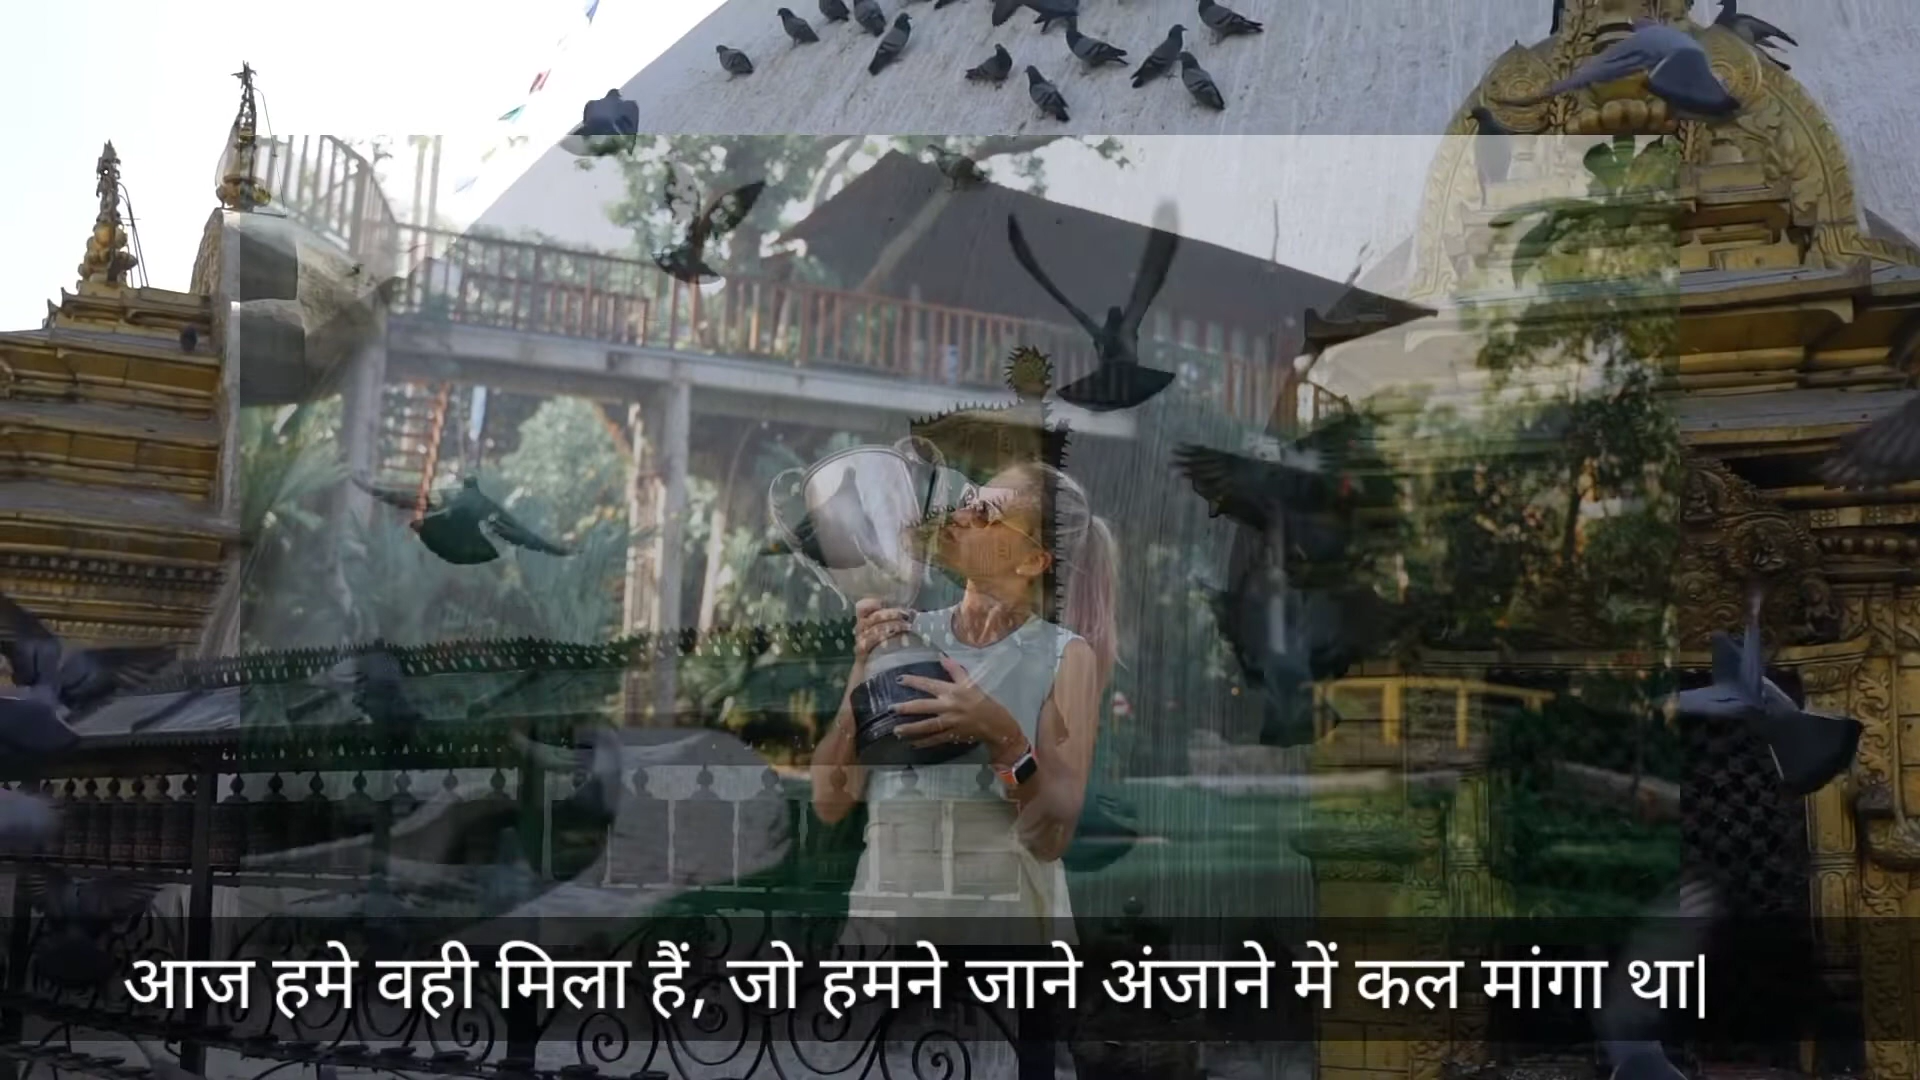 आज हमे वही मिला हैं, जो हमने जाने अंजाने में कल मांगा था|